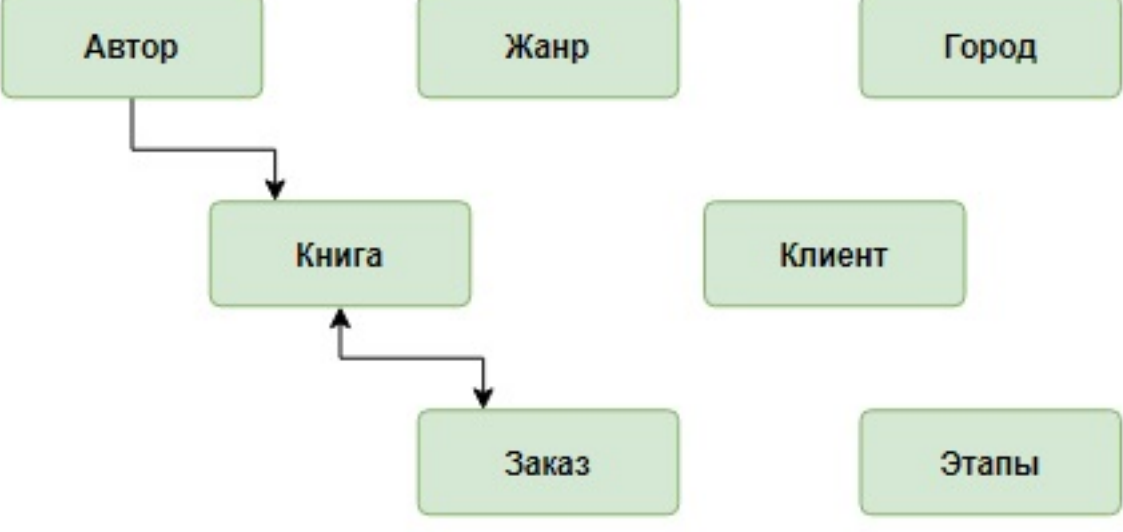 Автор
Жанр
Город
Книга
Клиент
Заказ
Этапы